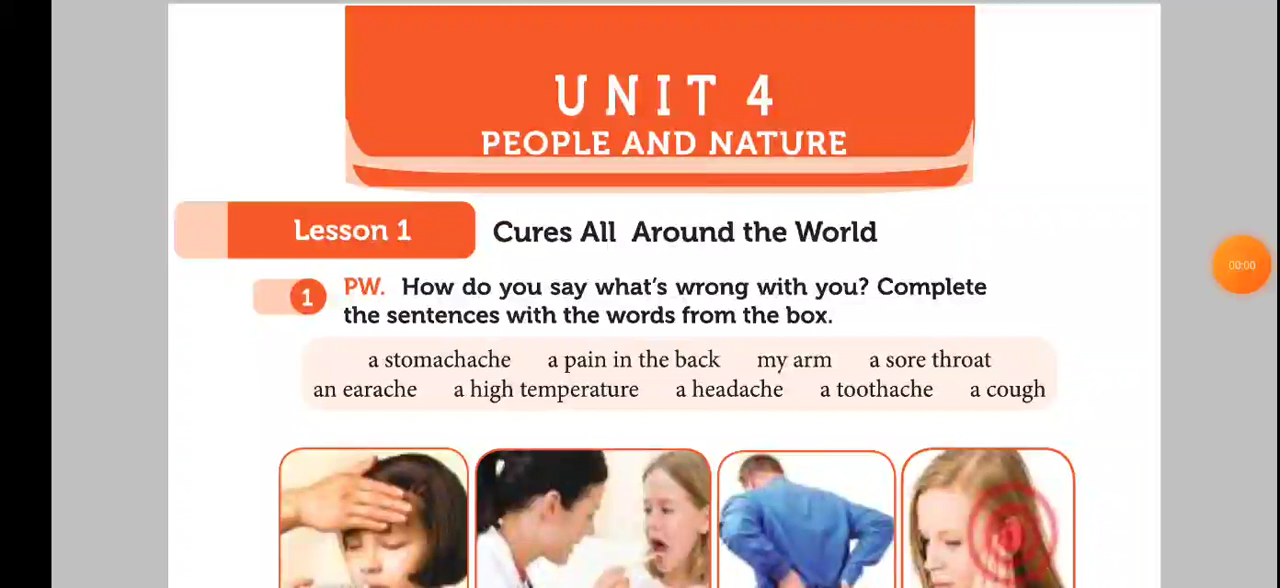 UNIT 4
PEOPLE AND NATURE
Lesson 1
Cures All Around the World
1
PW. How do you say what's wrong with you? Complete
the sentences with the words from the box.
a stomachache a pain in the back my arm a sore throat
an earache a high temperature a headache a toothache a cough
00:00